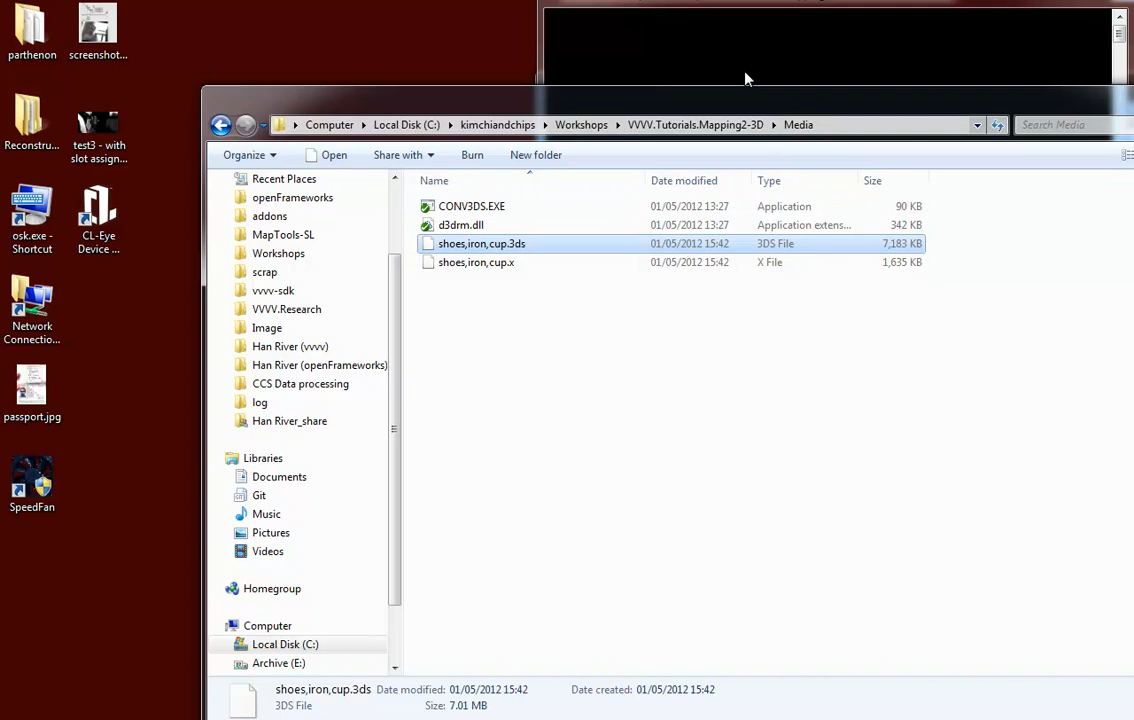 parthenon
screenshot...
Reconstru...
test3 - with
slot assign...
osk.exe -
Shortcut
CL-Eye
Device ...
Network
Connectio...
passport.jpg
SpeedFan
Computer
Local Disk (C:)
kimchiandchips
Workshops
VVVV.Tutorials.Mapping2-3D
Media
Search Media
Organize
Open
Share with
Burn
New folder
Recent Places
openFrameworks
addons
MapTools-SL
Workshops
scrap
vvvv-sdk
VVVV.Research
Image
Han River (vvvv)
Han River (openFrameworks)
CCS Data processing
log
Han River_share
Libraries
Documents
Git
Music
Pictures
Videos
Homegroup
Computer
Local Disk (C:)
Archive (E:)
Name Date modified Type Size
CONV3DS.EXE 01/05/2012 13:27 Application 90 KB
d3drm.dll 01/05/2012 13:27 Application extens... 342 KB
shoes,iron,cup.3ds 01/05/2012 15:42 3DS File 7,183 KB
shoes,iron,cup.x 01/05/2012 15:42 X File 1,635 KB
shoes,iron,cup.3ds Date modified: 01/05/2012 15:42 Date created: 01/05/2012 15:42
3DS File Size: 7.01 MB